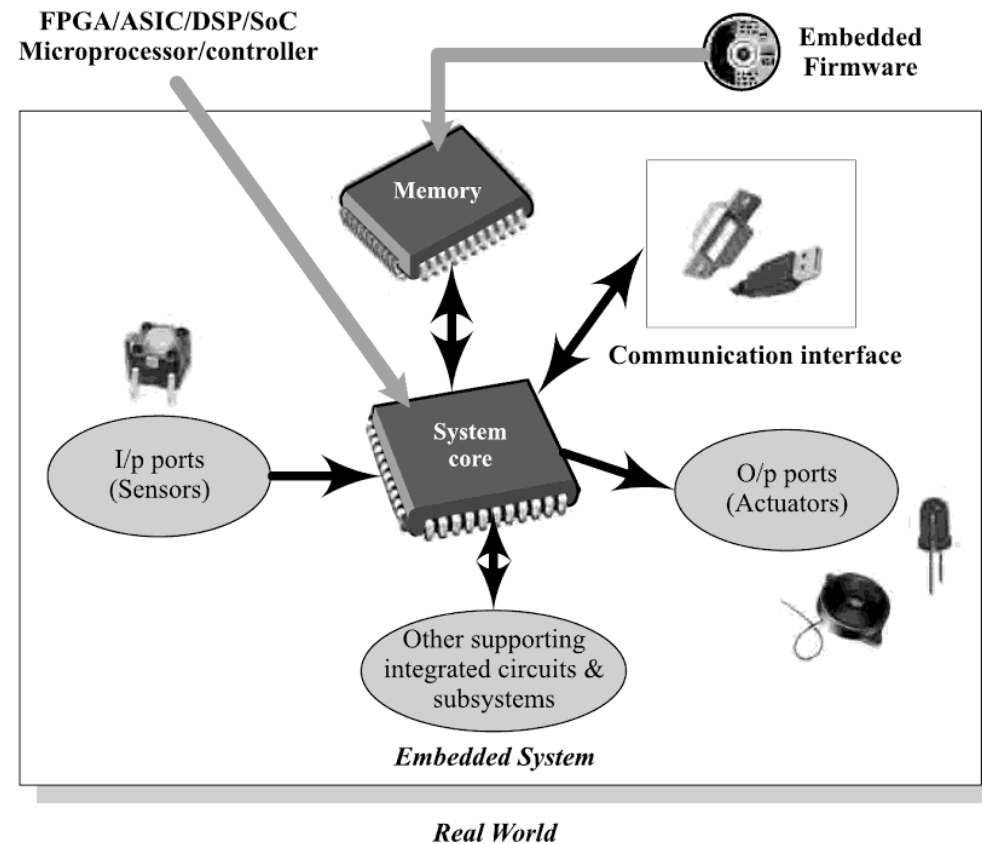 FPGA/ASIC/DSP/SoC
Microprocessor/controller
Embedded
Firmware
Memory
Communication interface
System
core
I/p ports
(Sensors)
O/p ports
(Actuators)
Other supporting
integrated circuits &
subsystems
Embedded System
Real World